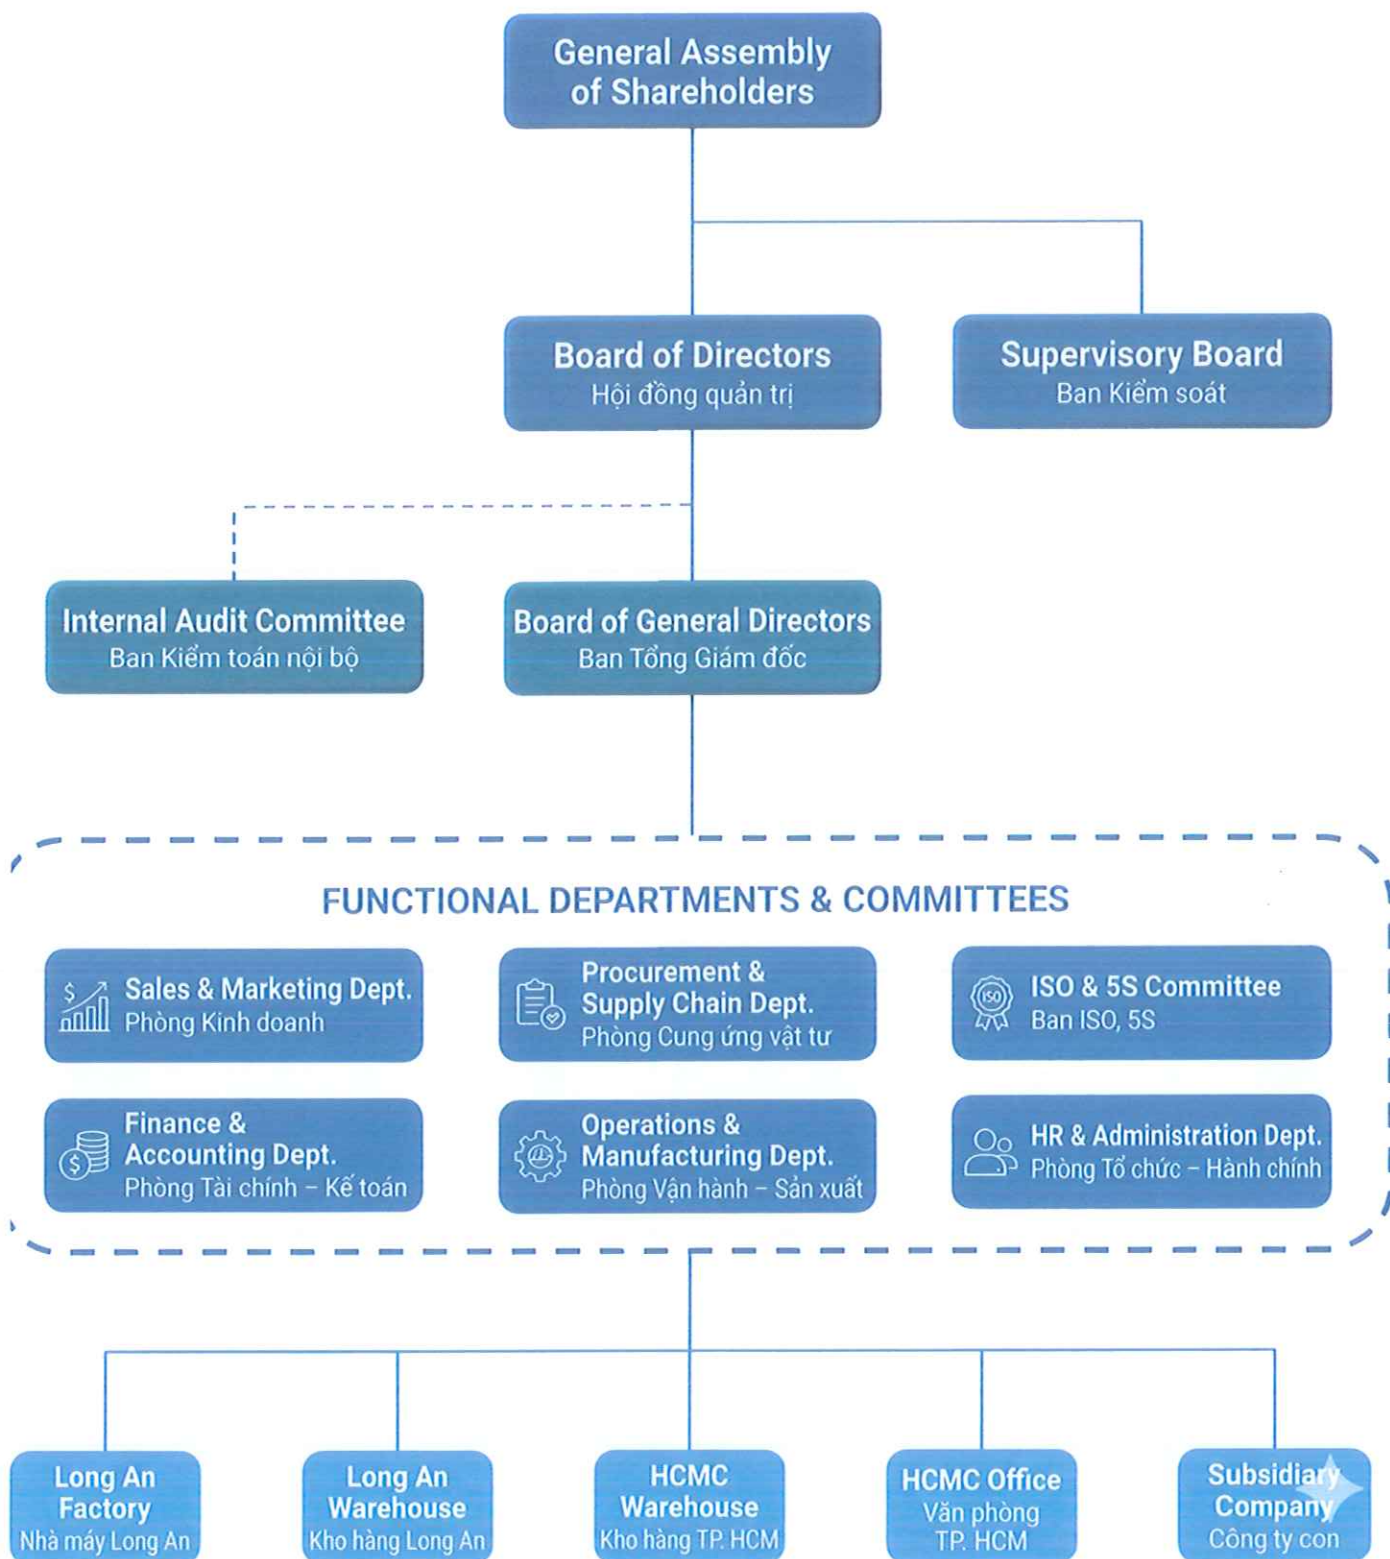 General Assembly
of Shareholders
Board of Directors
Hội đồng quản trị
Supervisory Board
Ban Kiểm soát
Internal Audit Committee
Ban Kiểm toán nội bộ
Board of General Directors
Ban Tổng Giám đốc
FUNCTIONAL DEPARTMENTS & COMMITTEES
$
Sales & Marketing Dept.
Phòng Kinh doanh
Procurement &
Supply Chain Dept.
Phòng Cung ứng vật tư
ISO
ISO & 5S Committee
Ban ISO, 5S
$
Finance &
Accounting Dept.
Phòng Tài chính – Kế toán
Operations &
Manufacturing Dept.
Phòng Vận hành – Sản xuất
HR & Administration Dept.
Phòng Tổ chức – Hành chính
Long An
Factory
Nhà máy Long An
Long An
Warehouse
Kho hàng Long An
HCMC
Warehouse
Kho hàng TP. HCM
HCMC Office
Văn phòng
TP. HCM
Subsidiary
Company
Công ty con